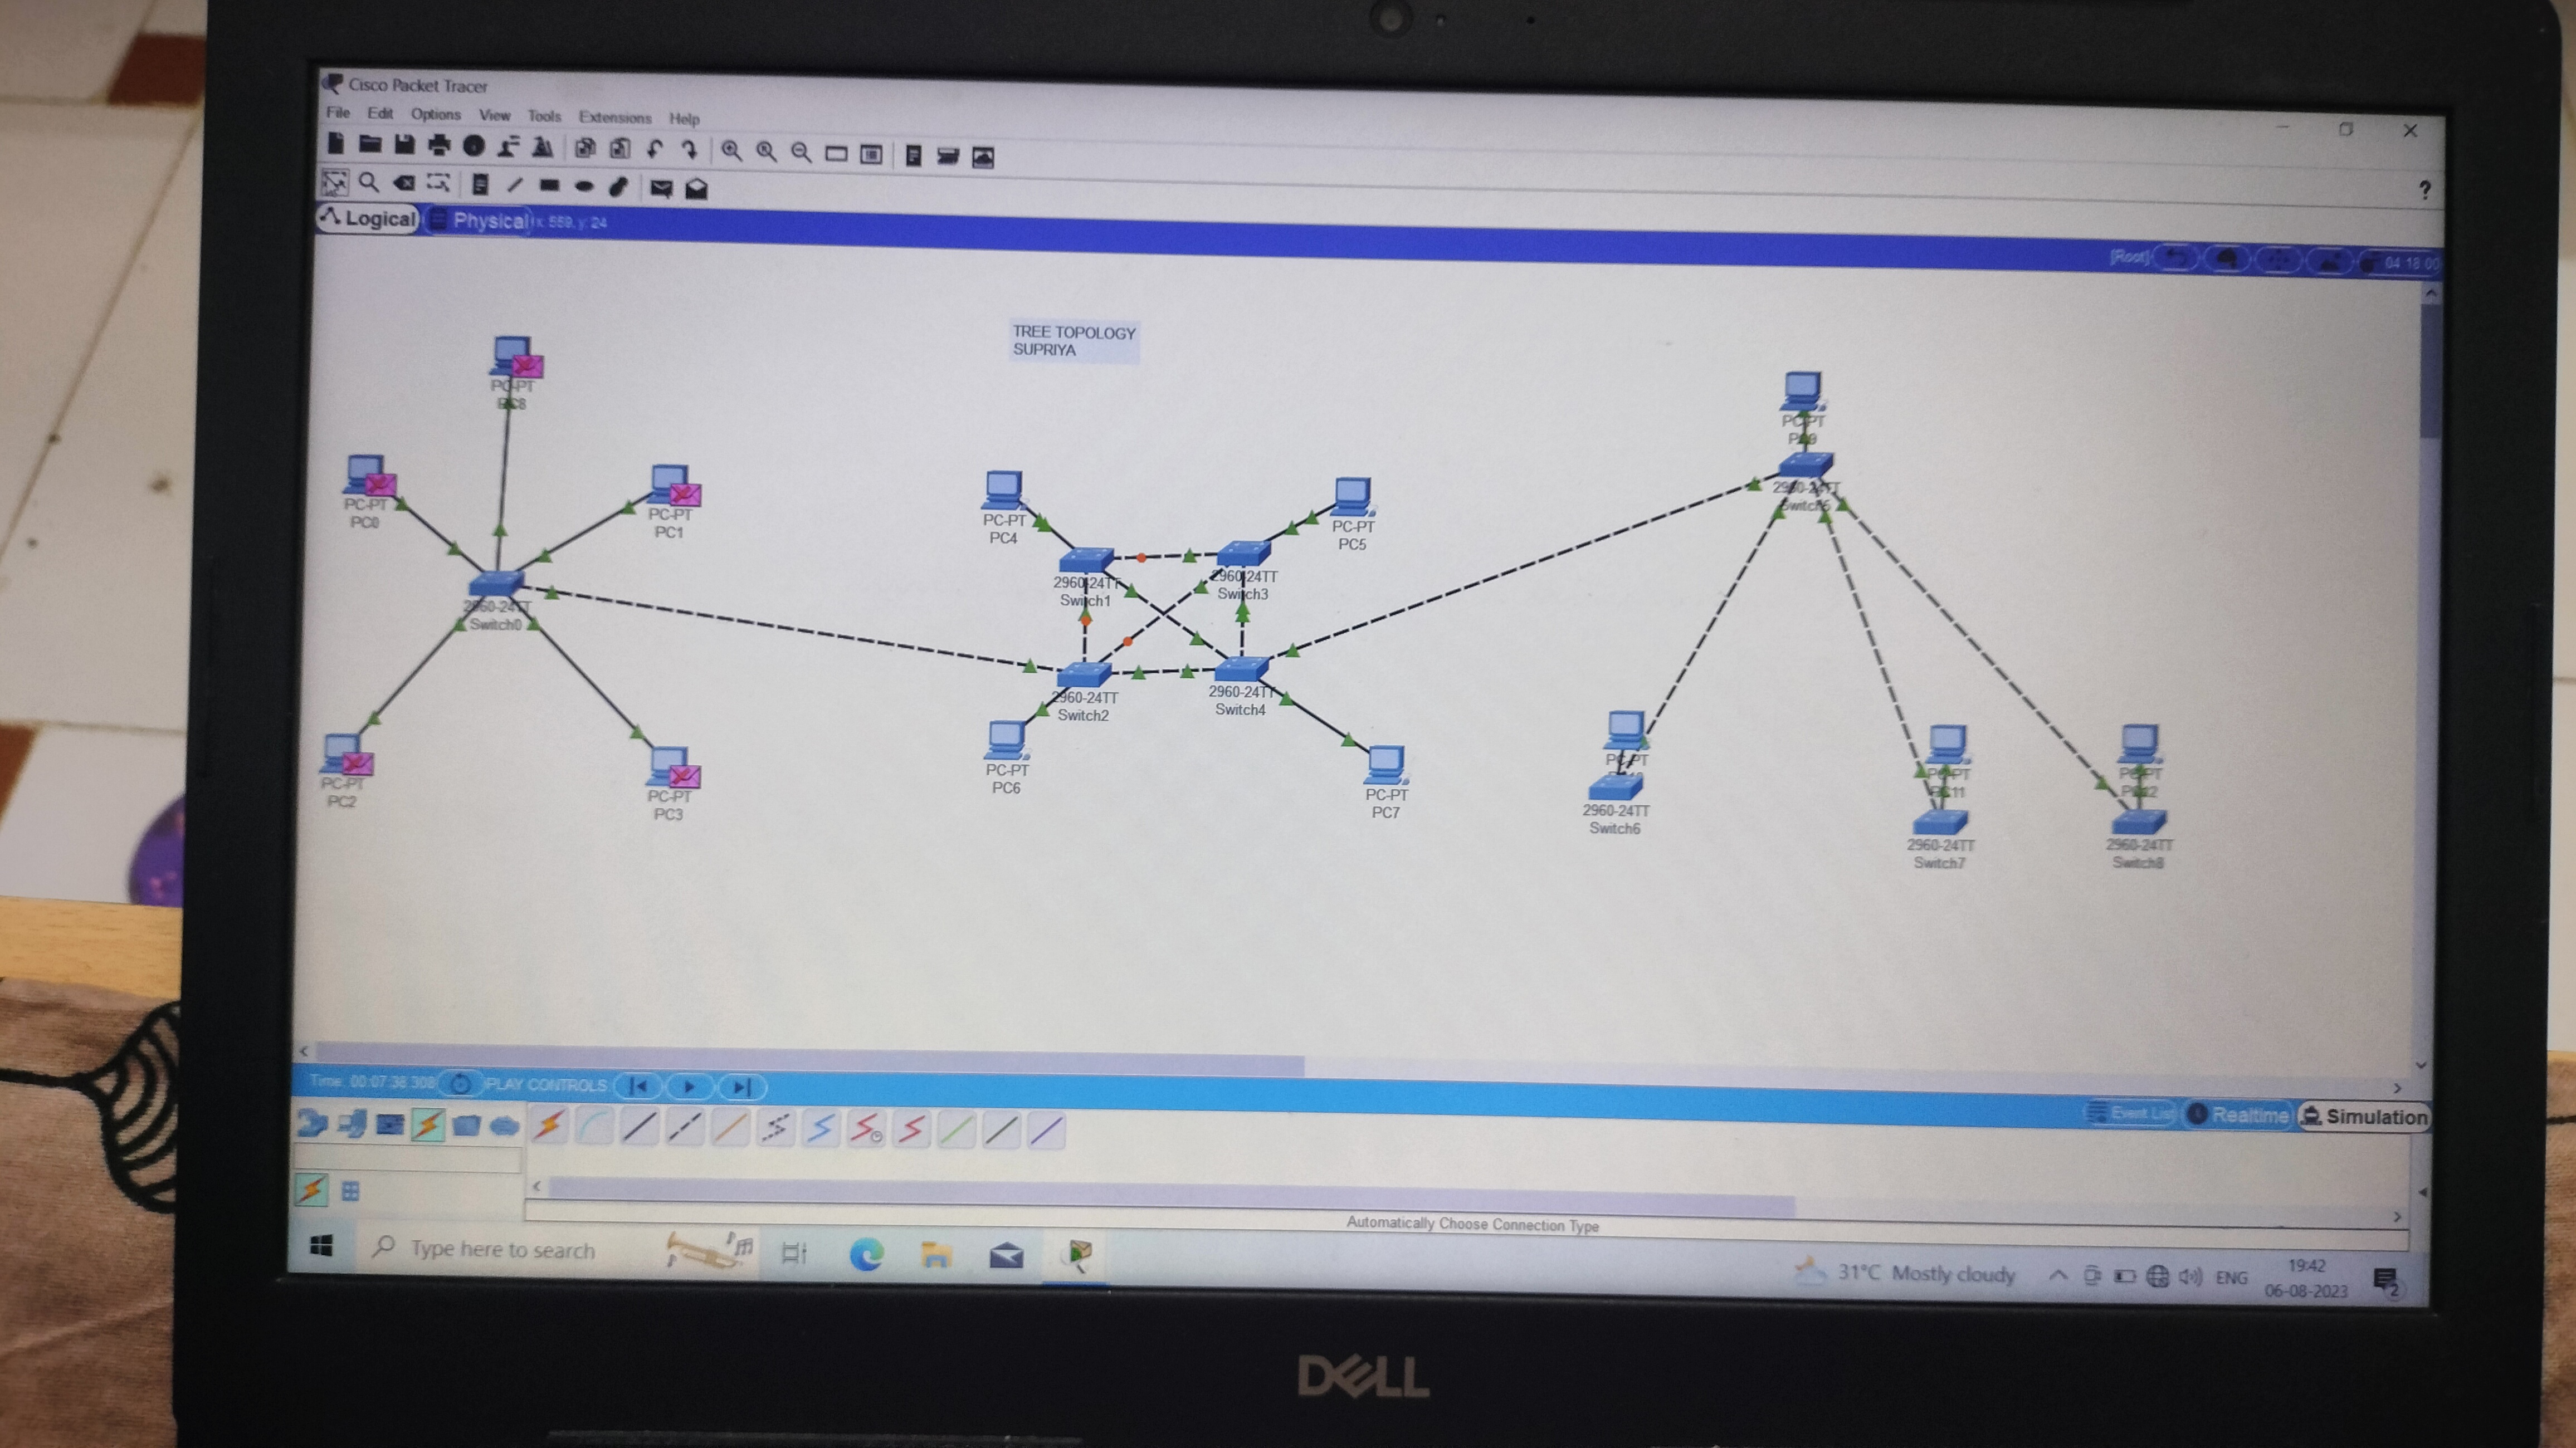 Cisco Packet Tracer
File Edit Options View Tools Extensions Help
?
Logical Physical x: 559, y: 24
[Root] 04:18:00
TREE TOPOLOGY
SUPRIYA
PC-PT
PC8
PC-PT
PC0
PC-PT
PC1
2960-24TT
Switch0
PC-PT
PC2
PC-PT
PC3
PC-PT
PC4
PC-PT
PC5
2960-24TT
Switch1
2960-24TT
Switch3
2960-24TT
Switch2
2960-24TT
Switch4
PC-PT
PC6
PC-PT
PC7
PC-PT
PC9
2960-24TT
Switch5
PC-PT
2960-24TT
Switch6
PC-PT
PC11
2960-24TT
Switch7
PC-PT
PC12
2960-24TT
Switch8
Time: 00:07:38.308 PLAY CONTROLS:
Event List Realtime Simulation
Automatically Choose Connection Type
Type here to search
31°C Mostly cloudy ENG
19:42
06-08-2023
2
DELL